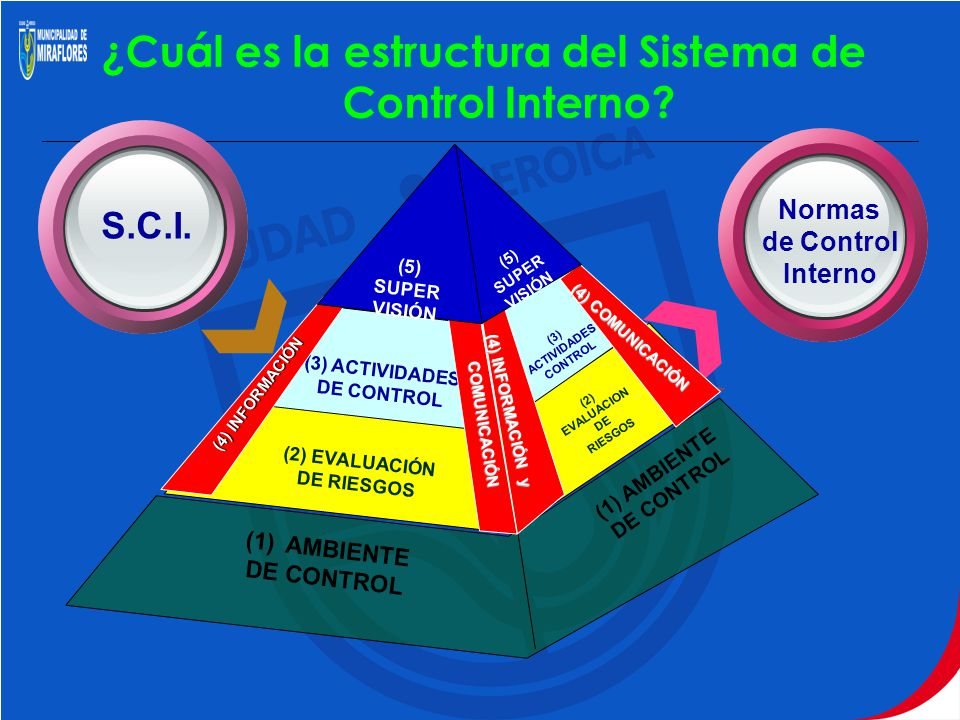 MUNICIPALIDAD DE
MIRAFLORES
¿Cuál es la estructura del Sistema de
Control Interno?
CIUDAD HEROICA
S.C.I.
Normas
de Control
Interno
(5)
SUPER
VISIÓN
(5)
SUPER
VISIÓN
(4) INFORMACIÓN
(3) ACTIVIDADES
DE CONTROL
(4) INFORMACIÓN y
COMUNICACIÓN
(3)
ACTIVIDADES
CONTROL
(4) COMUNICACIÓN
(2) EVALUACIÓN
DE RIESGOS
(2)
EVALUACION
DE
RIESGOS
(1) AMBIENTE
DE CONTROL
(1) AMBIENTE
DE CONTROL